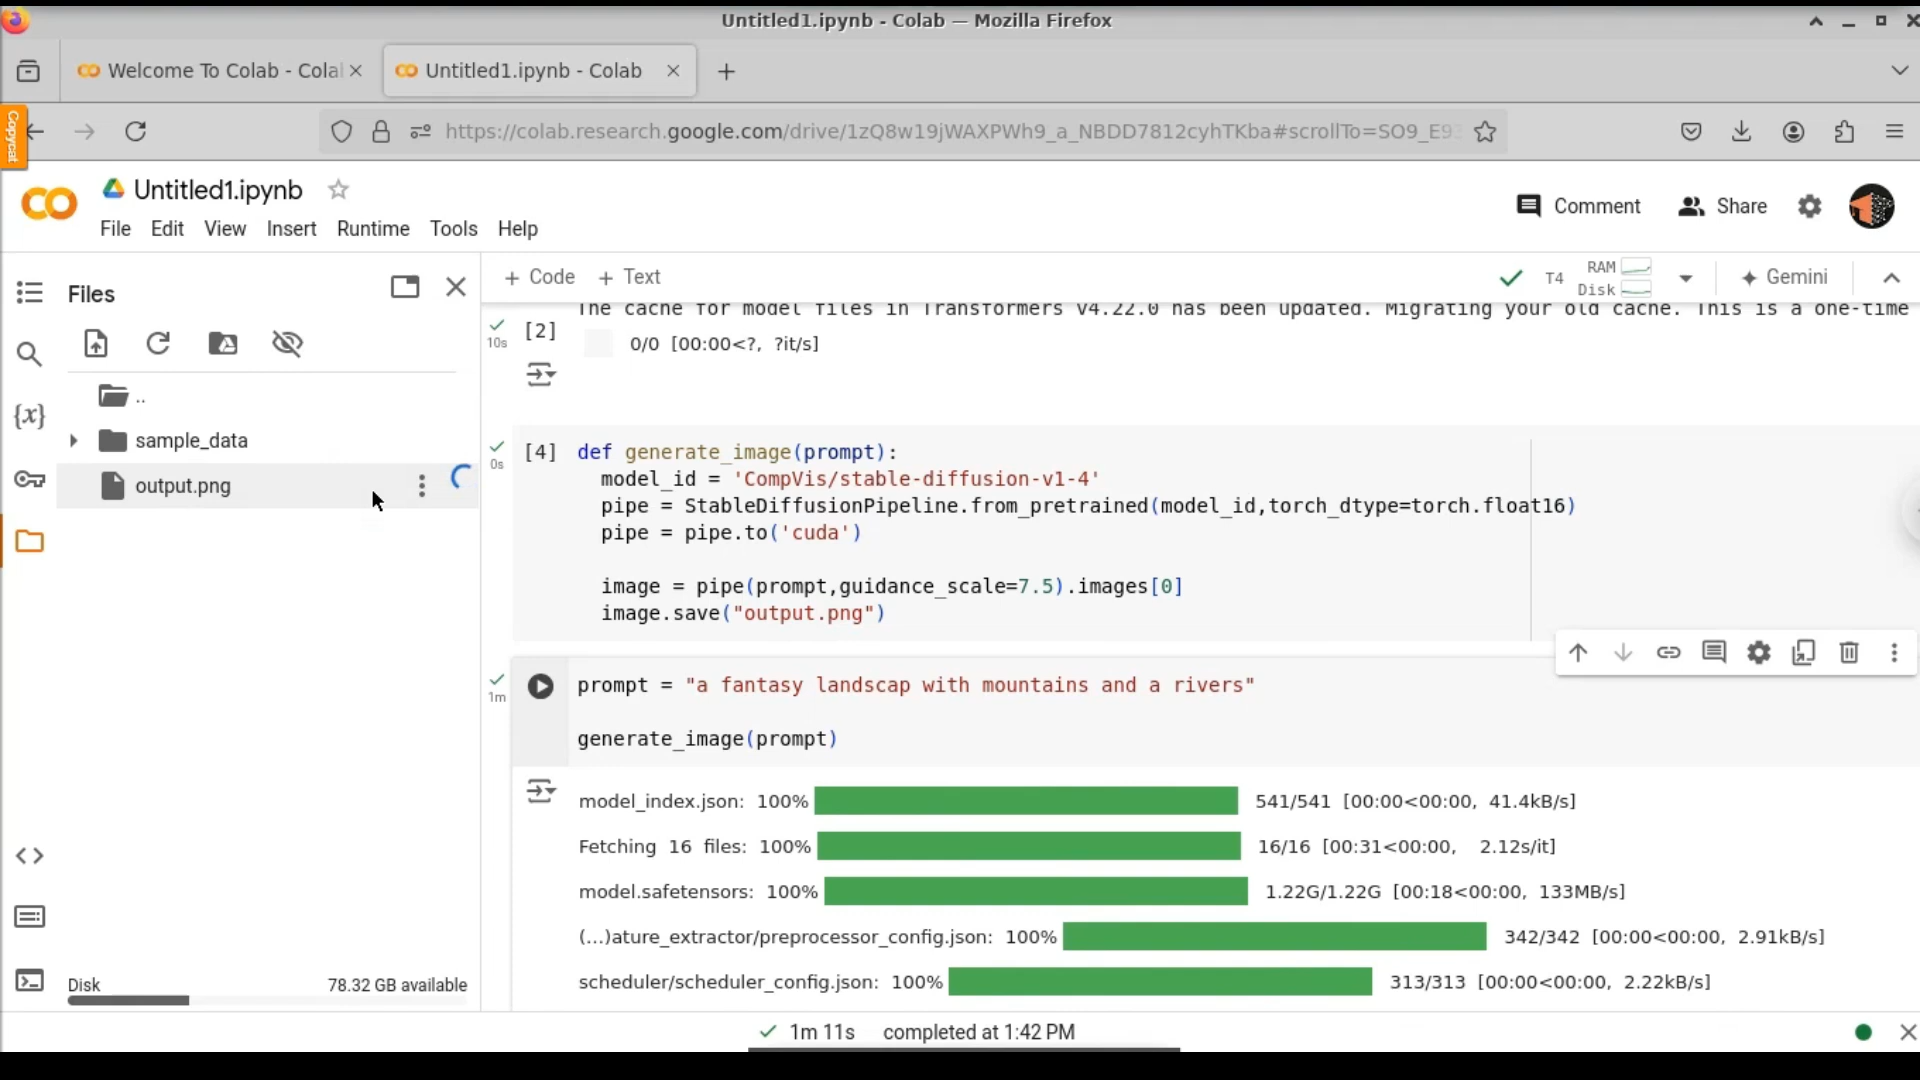 Untitled1.ipynb - Colab — Mozilla Firefox
Welcome To Colab - Colal
Untitled1.ipynb - Colab
Copycat
https://colab.research.google.com/drive/1zQ8w19jWAXPWh9_a_NBDD7812cyhTKba#scrollTo=SO9_E93
Untitled1.ipynb
Comment
Share
File Edit View Insert Runtime Tools Help
Files
+ Code + Text
T4
RAM
Disk
Gemini
The cache for model files in Transformers v4.22.0 has been updated. Migrating your old cache. This is a one-time
10s
[2]
0/0 [00:00<?, ?it/s]
..
sample_data
output.png
0s
[4]
def generate_image(prompt):
model_id = 'CompVis/stable-diffusion-v1-4'
pipe = StableDiffusionPipeline.from_pretrained(model_id,torch_dtype=torch.float16)
pipe = pipe.to('cuda')
image = pipe(prompt,guidance_scale=7.5).images[0]
image.save("output.png")
1m
prompt = "a fantasy landscap with mountains and a rivers"
generate_image(prompt)
model_index.json: 100% 541/541 [00:00<00:00, 41.4kB/s]
Fetching 16 files: 100% 16/16 [00:31<00:00, 2.12s/it]
model.safetensors: 100% 1.22G/1.22G [00:18<00:00, 133MB/s]
(...)ature_extractor/preprocessor_config.json: 100% 342/342 [00:00<00:00, 2.91kB/s]
scheduler/scheduler_config.json: 100% 313/313 [00:00<00:00, 2.22kB/s]
Disk
78.32 GB available
1m 11s completed at 1:42 PM